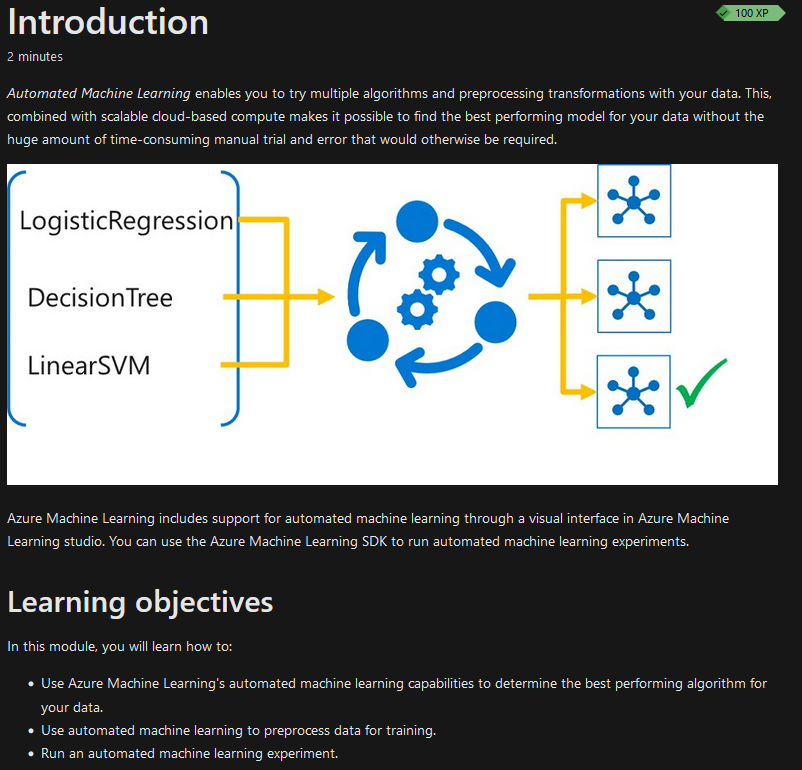 Introduction
100 XP
2 minutes
Automated Machine Learning enables you to try multiple algorithms and preprocessing transformations with your data. This,
combined with scalable cloud-based compute makes it possible to find the best performing model for your data without the
huge amount of time-consuming manual trial and error that would otherwise be required.
LogisticRegression
DecisionTree
LinearSVM
Azure Machine Learning includes support for automated machine learning through a visual interface in Azure Machine
Learning studio. You can use the Azure Machine Learning SDK to run automated machine learning experiments.
Learning objectives
In this module, you will learn how to:
• Use Azure Machine Learning's automated machine learning capabilities to determine the best performing algorithm for
your data.
• Use automated machine learning to preprocess data for training.
• Run an automated machine learning experiment.